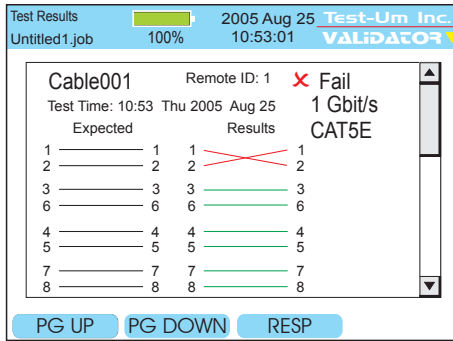 Test Results 2005 Aug 25 Test-Um Inc.
Untitled1.job 100% 10:53:01 VALIDATOR
Cable001 Remote ID: 1 X Fail
Test Time: 10:53 Thu 2005 Aug 25 1 Gbit/s
Expected Results CAT5E
1 1 1 1
2 2 2 2
3 3 3 3
6 6 6 6
4 4 4 4
5 5 5 5
7 7 7 7
8 8 8 8
PG UP PG DOWN RESP